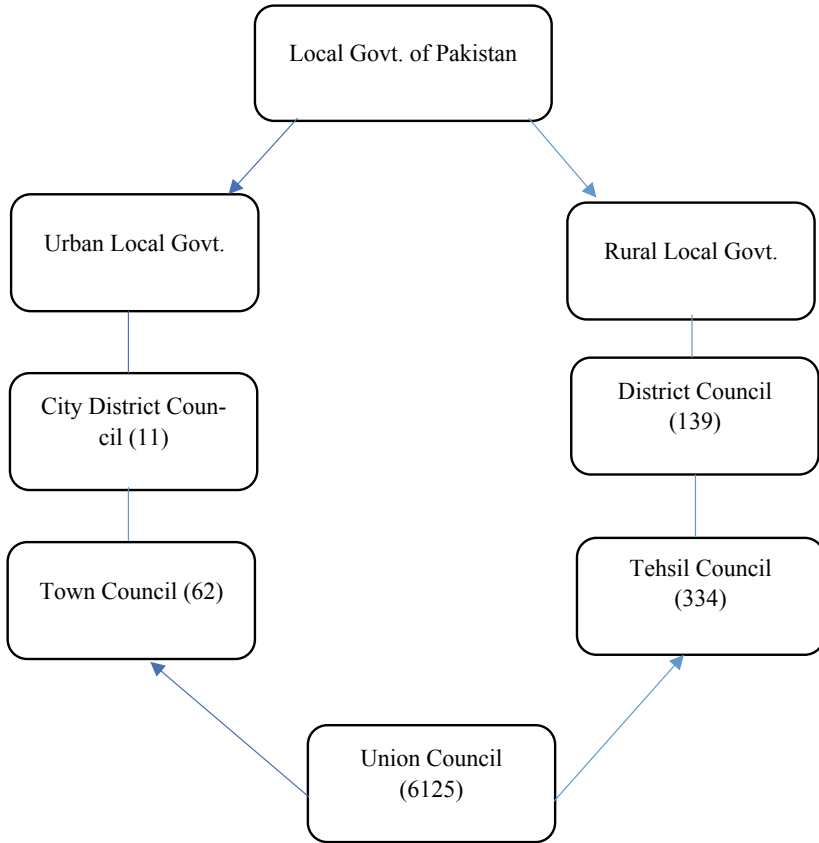 Local Govt. of Pakistan
Urban Local Govt.
Rural Local Govt.
City District Coun-
cil (11)
District Council
(139)
Town Council (62)
Tehsil Council
(334)
Union Council
(6125)